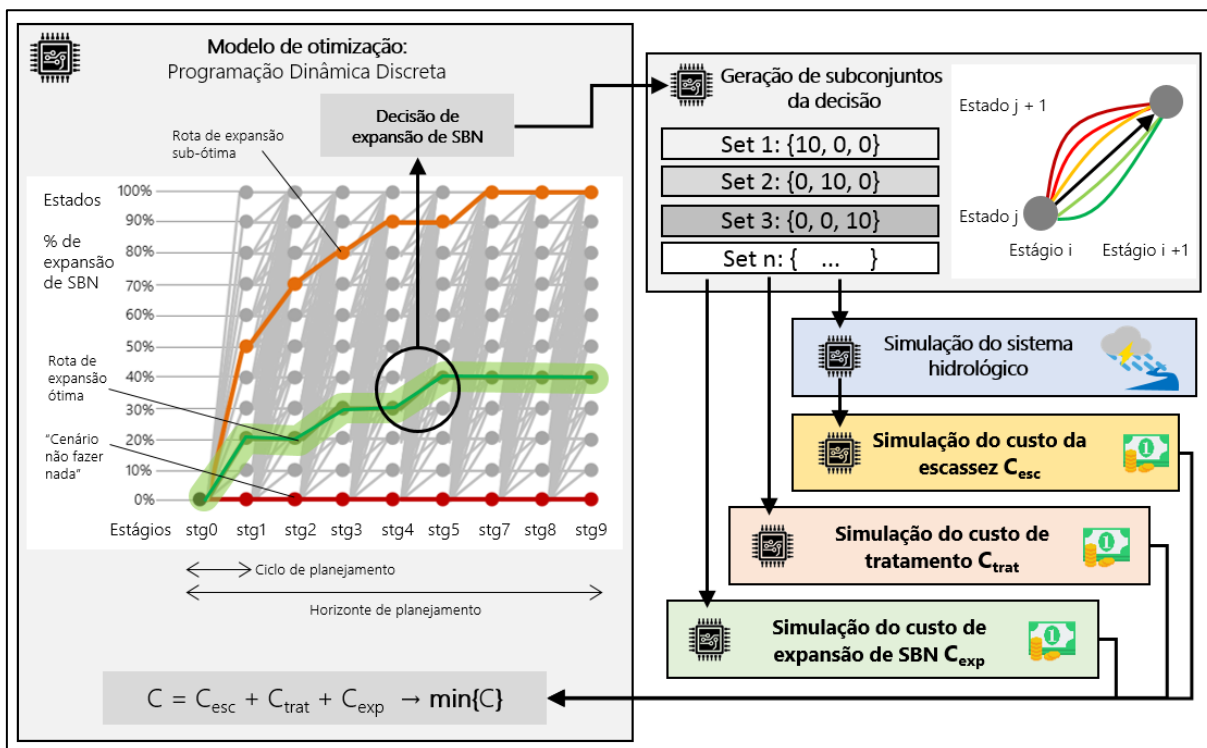 Modelo de otimização:
Programação Dinâmica Discreta
Decisão de
expansão de SBN
Rota de expansão
sub-ótima
Estados
% de
expansão
de SBN
100%
90%
80%
70%
60%
50%
40%
30%
20%
10%
0%
Rota de
expansão
ótima
"Cenário
não fazer
nada"
Estágios stg0 stg1 stg2 stg3 stg4 stg5 stg7 stg8 stg9
Ciclo de planejamento
Horizonte de planejamento
C = Cesc + Ctrat + Cexp → min{C}
Geração de subconjuntos
da decisão
Set 1: {10, 0, 0}
Set 2: {0, 10, 0}
Set 3: {0, 0, 10}
Set n: { ... }
Estado j + 1
Estado j
Estágio i Estágio i +1
Simulação do sistema
hidrológico
Simulação do custo da
escassez Cesc
1
Simulação do custo de
tratamento Ctrat
1
Simulação do custo de
expansão de SBN Cexp
1